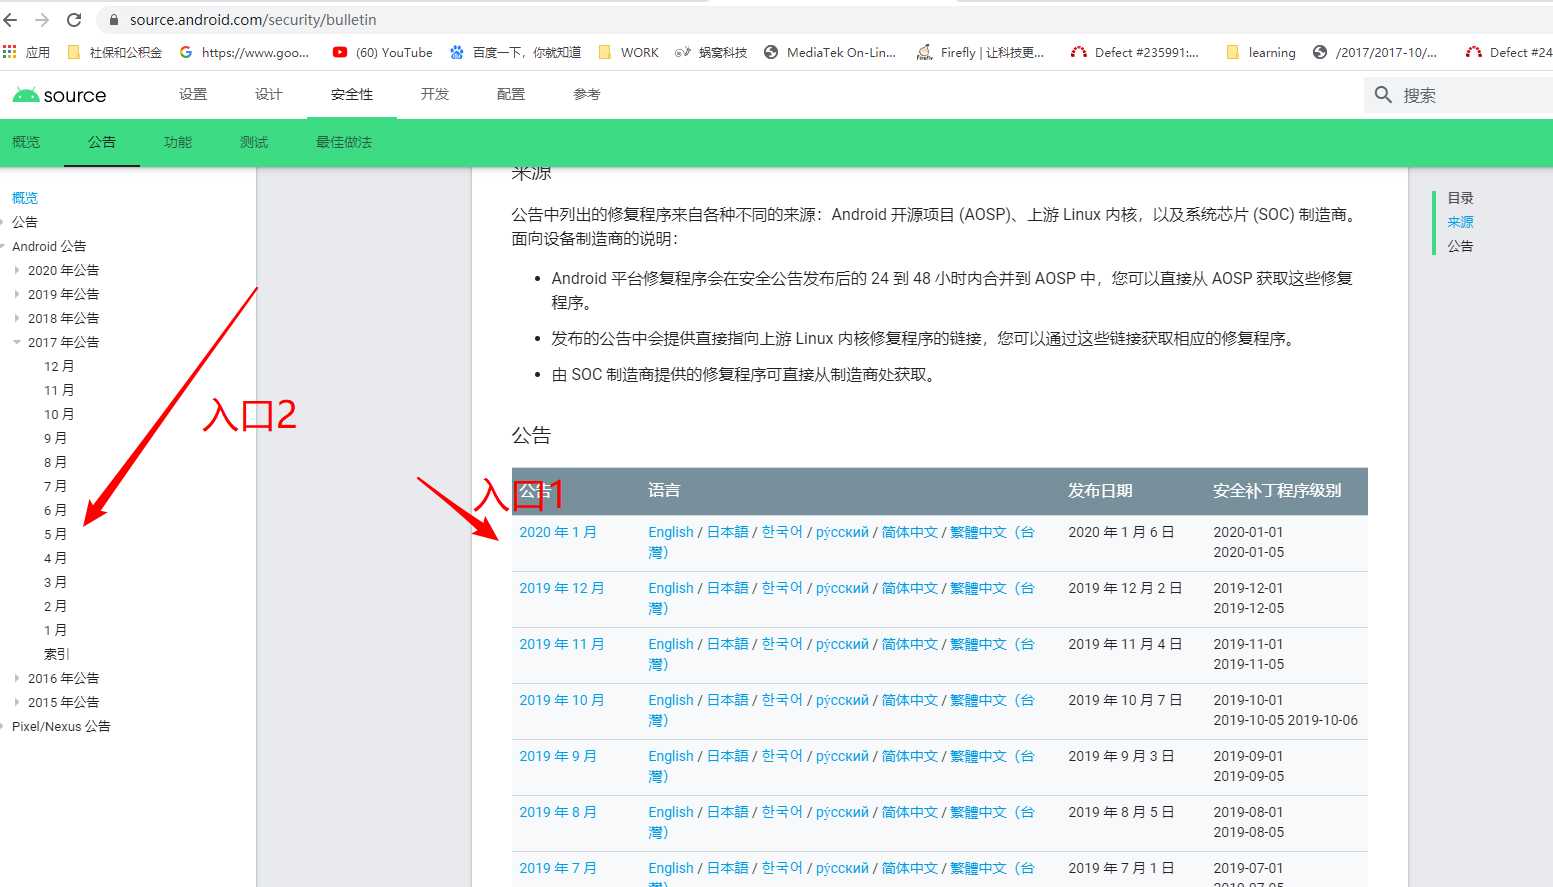 source.android.com/security/bulletin
应用 社保和公积金 https://www.goo... (60) YouTube 百度一下，你就知道 WORK 蜗窝科技 MediaTek On-Lin... Firefly | 让科技更... Defect #235991:... learning /2017/2017-10/... Defect #24
source 设置 设计 安全性 开发 配置 参考 搜索
概览 公告 功能 测试 最佳做法
概览
公告
Android 公告
2020 年公告
2019 年公告
2018 年公告
2017 年公告
12 月
11 月
10 月
9 月
8 月
7 月
6 月
5 月
4 月
3 月
2 月
1 月
索引
2016 年公告
2015 年公告
Pixel/Nexus 公告
入口2
来源
公告中列出的修复程序来自各种不同的来源：Android 开源项目 (AOSP)、上游 Linux 内核，以及系统芯片 (SOC) 制造商。
面向设备制造商的说明：
• Android 平台修复程序会在安全公告发布后的 24 到 48 小时内合并到 AOSP 中，您可以直接从 AOSP 获取这些修复
程序。
• 发布的公告中会提供直接指向上游 Linux 内核修复程序的链接，您可以通过这些链接获取相应的修复程序。
• 由 SOC 制造商提供的修复程序可直接从制造商处获取。
公告
入口1
公告 语言 发布日期 安全补丁程序级别
2020 年 1 月 English / 日本語 / 한국어 / ру́сский / 简体中文 / 繁體中文（台 2020 年 1 月 6 日 2020-01-01
灣） 2020-01-05
2019 年 12 月 English / 日本語 / 한국어 / ру́сский / 简体中文 / 繁體中文（台 2019 年 12 月 2 日 2019-12-01
灣） 2019-12-05
2019 年 11 月 English / 日本語 / 한국어 / ру́сский / 简体中文 / 繁體中文（台 2019 年 11 月 4 日 2019-11-01
灣） 2019-11-05
2019 年 10 月 English / 日本語 / 한국어 / ру́сский / 简体中文 / 繁體中文（台 2019 年 10 月 7 日 2019-10-01
灣） 2019-10-05 2019-10-06
2019 年 9 月 English / 日本語 / 한국어 / ру́сский / 简体中文 / 繁體中文（台 2019 年 9 月 3 日 2019-09-01
灣） 2019-09-05
2019 年 8 月 English / 日本語 / 한국어 / ру́сский / 简体中文 / 繁體中文（台 2019 年 8 月 5 日 2019-08-01
灣） 2019-08-05
2019 年 7 月 English / 日本語 / 한국어 / ру́сский / 简体中文 / 繁體中文（台 2019 年 7 月 1 日 2019-07-01
灣） 2019-07-05
目录
来源
公告